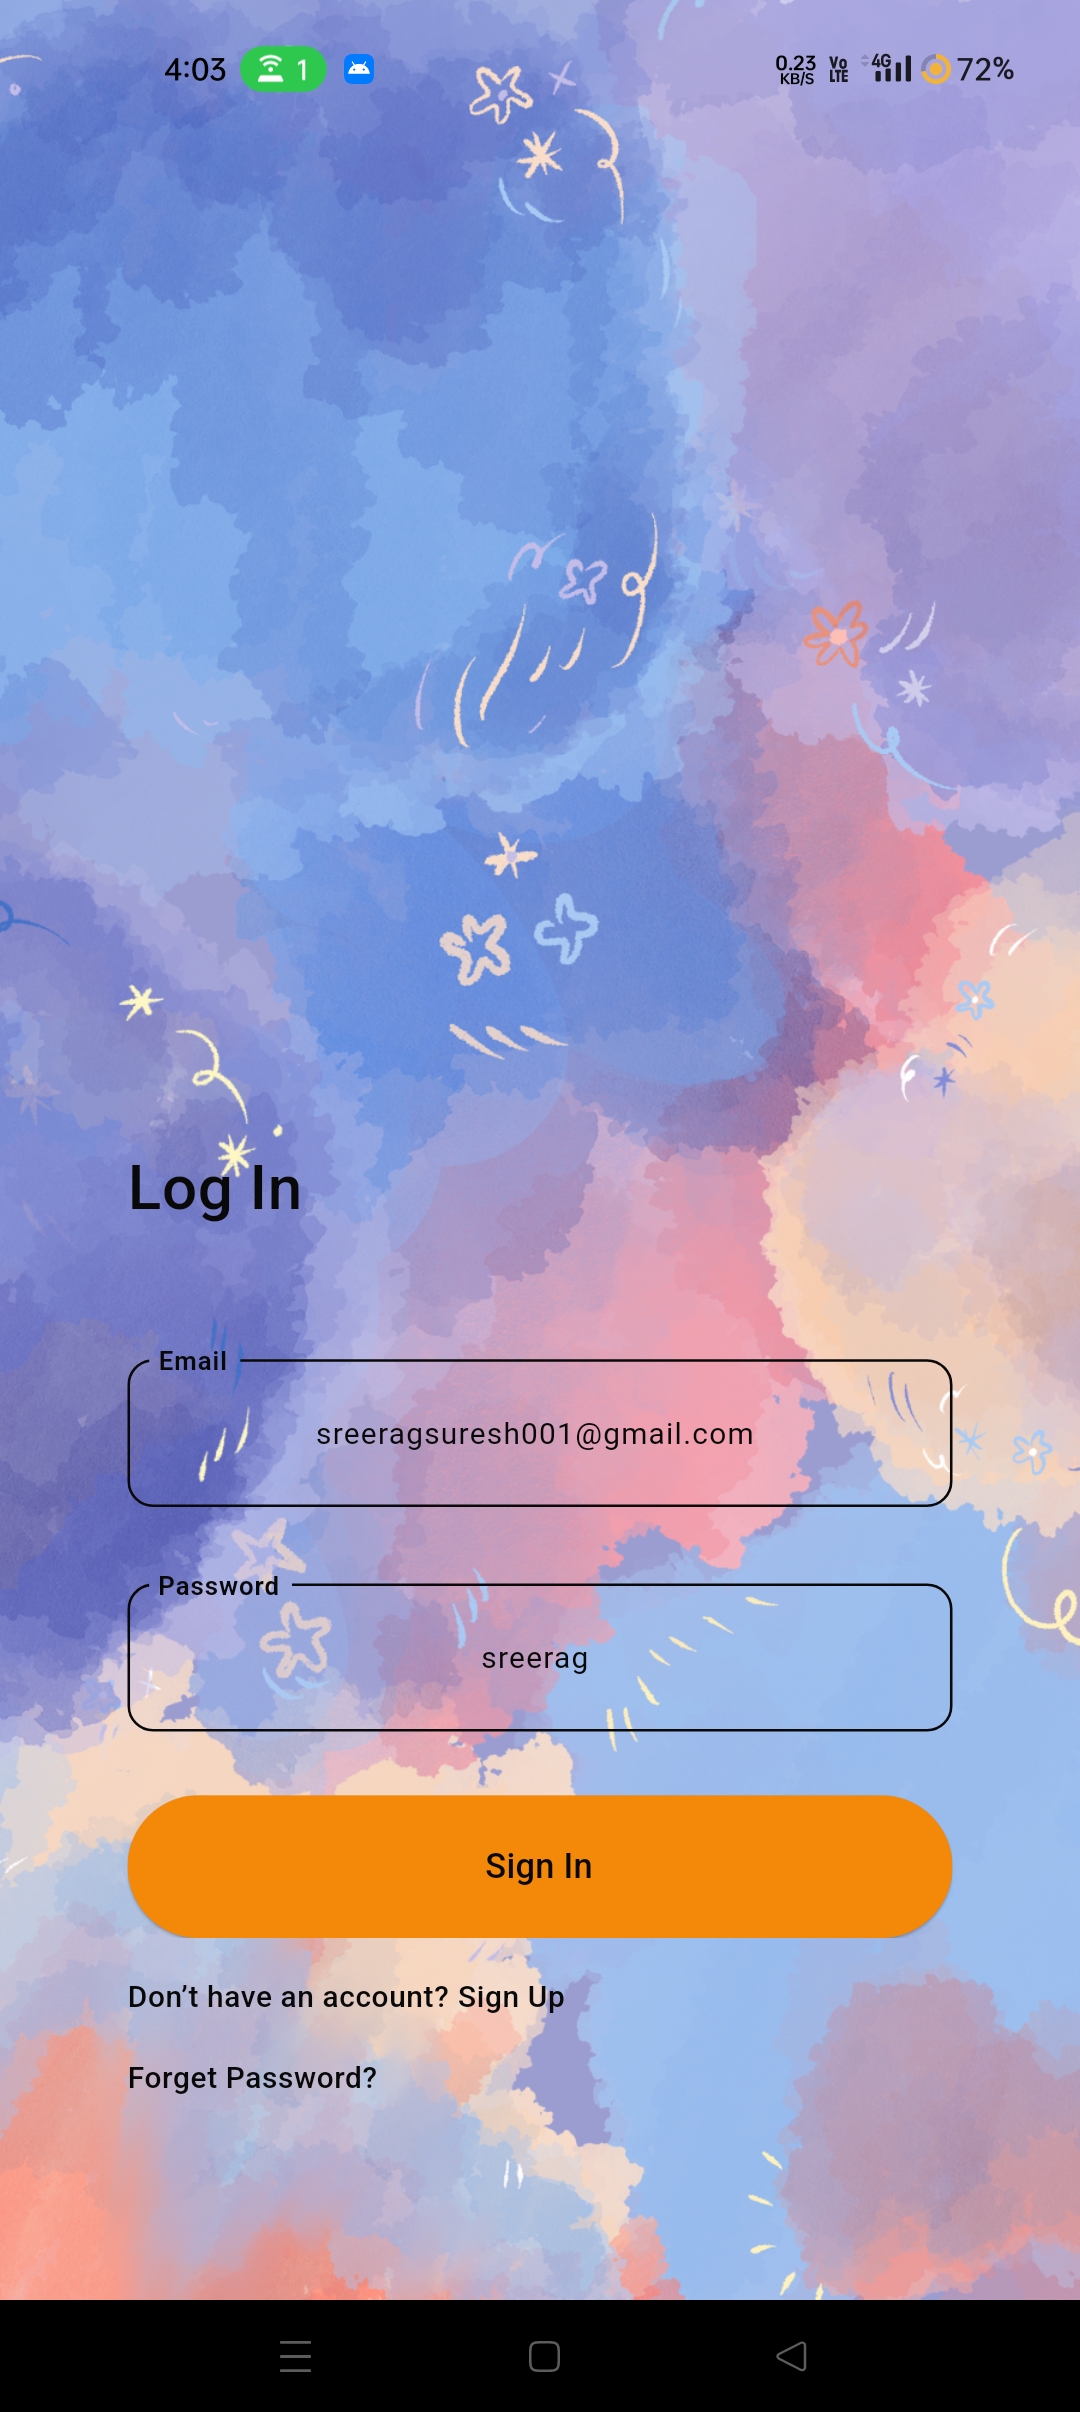 4:03 1 0.23 KB/S Vo LTE 4G 72%
Log In
Email
sreeragsuresh001@gmail.com
Password
sreerag
Sign In
Don’t have an account? Sign Up
Forget Password?